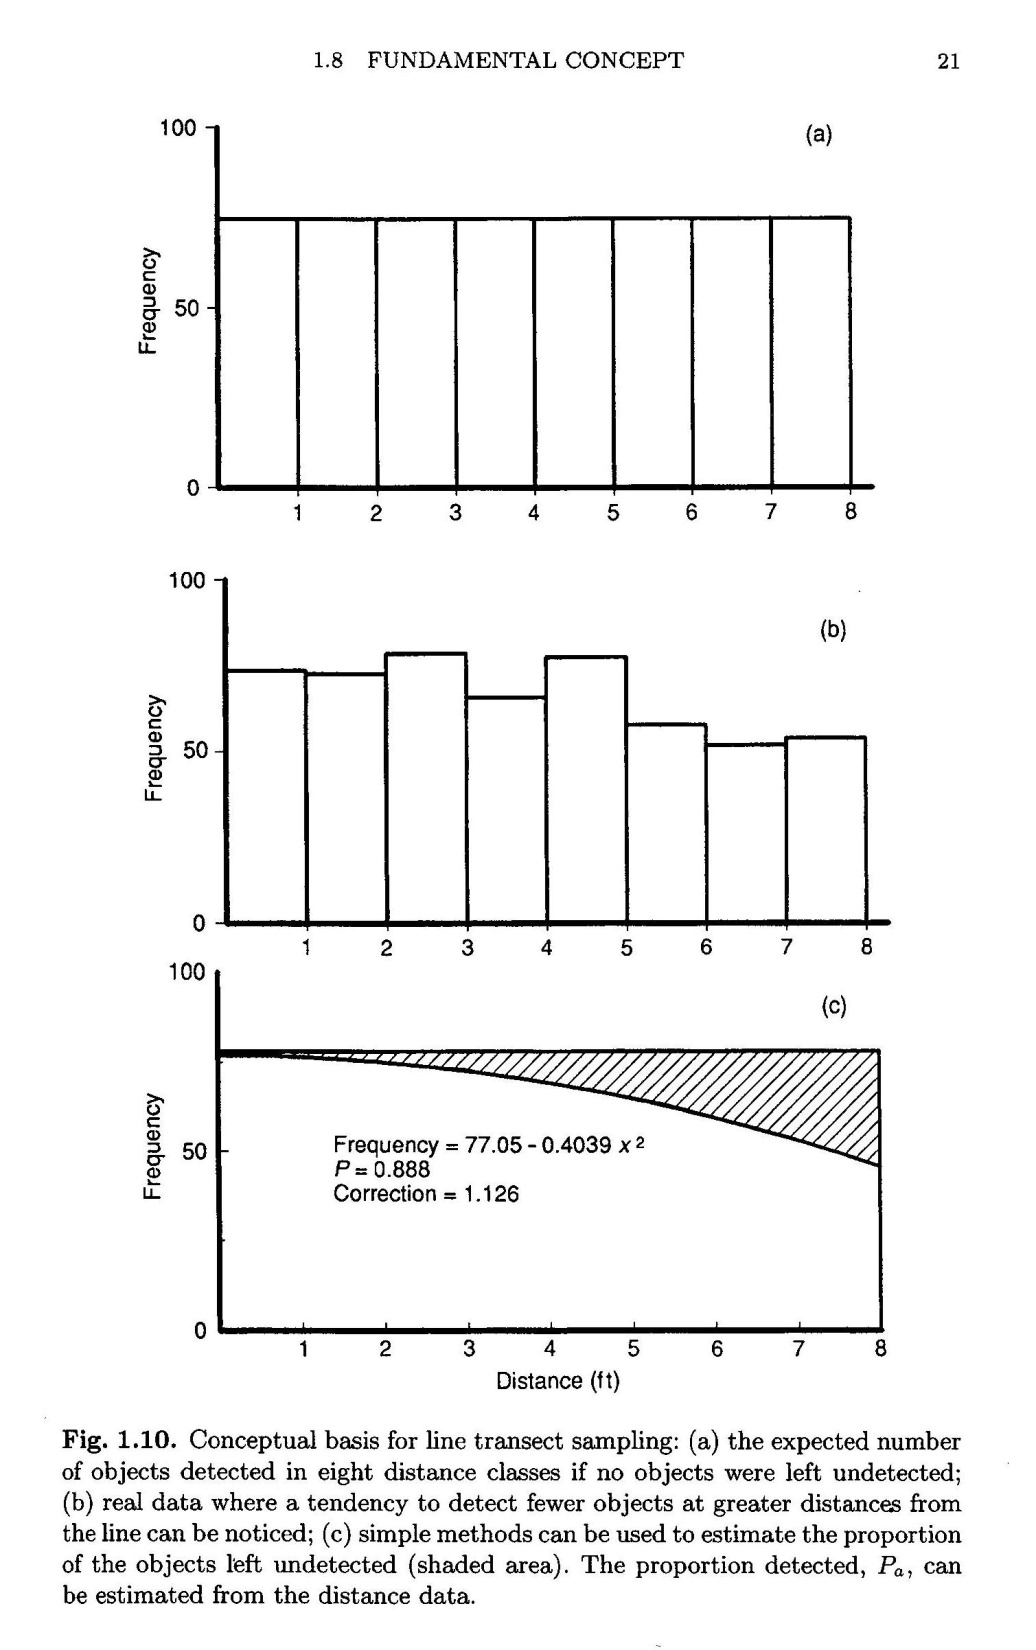 1.8 FUNDAMENTAL CONCEPT 21
100
(a)
Frequency
50
0
1 2 3 4 5 6 7 8
100
(b)
Frequency
50
0
1 2 3 4 5 6 7 8
100
(c)
Frequency
50
Frequency = 77.05 - 0.4039 x²
P = 0.888
Correction = 1.126
0
1 2 3 4 5 6 7 8
Distance (ft)
Fig. 1.10. Conceptual basis for line transect sampling: (a) the expected number
of objects detected in eight distance classes if no objects were left undetected;
(b) real data where a tendency to detect fewer objects at greater distances from
the line can be noticed; (c) simple methods can be used to estimate the proportion
of the objects left undetected (shaded area). The proportion detected, Pₐ, can
be estimated from the distance data.